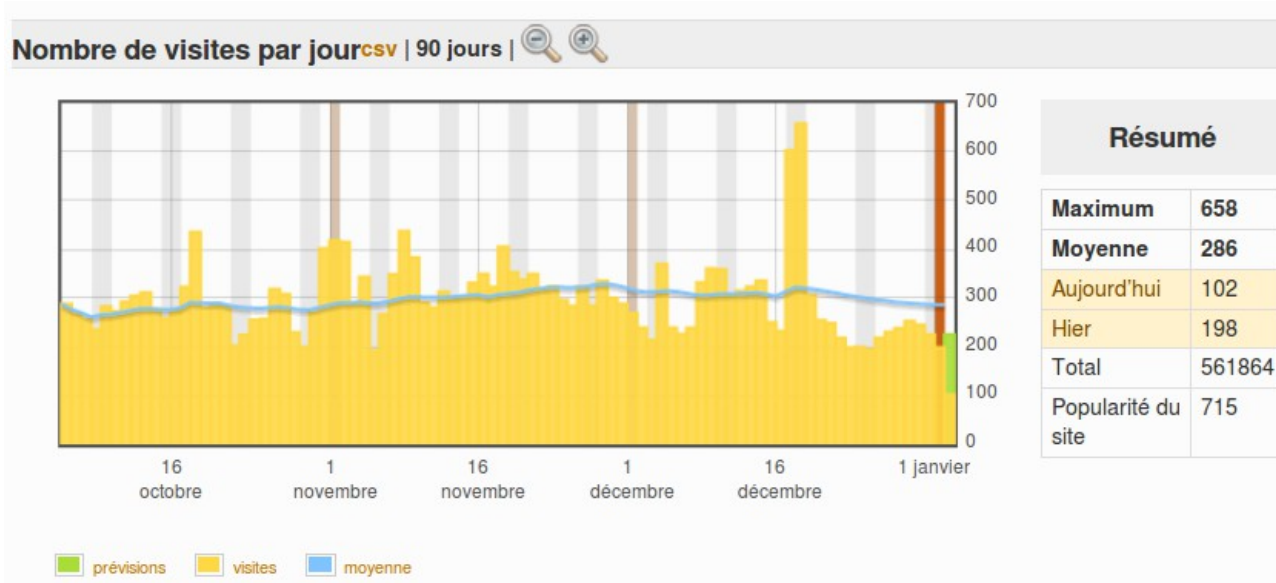 Nombre de visites par jourcsv | 90 jours |
700
600
500
400
300
200
100
0
16 octobre
1 novembre
16 novembre
1 décembre
16 décembre
1 janvier
prévisions
visites
moyenne
Résumé
Maximum 658
Moyenne 286
Aujourd'hui 102
Hier 198
Total 561864
Popularité du site 715